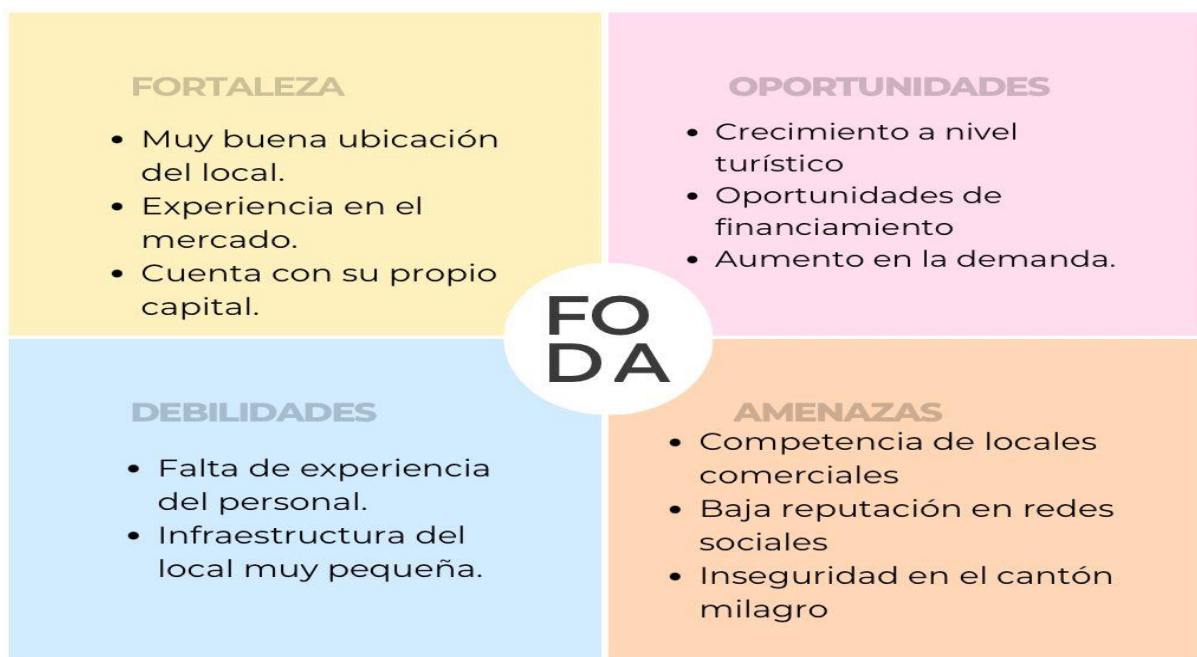 FORTALEZA
• Muy buena ubicación
del local.
• Experiencia en el
mercado.
• Cuenta con su propio
capital.
OPORTUNIDADES
• Crecimiento a nivel
turístico
• Oportunidades de
financiamiento
• Aumento en la demanda.
FO
DA
DEBILIDADES
• Falta de experiencia
del personal.
• Infraestructura del
local muy pequeña.
AMENAZAS
• Competencia de locales
comerciales
• Baja reputación en redes
sociales
• Inseguridad en el cantón
milagro